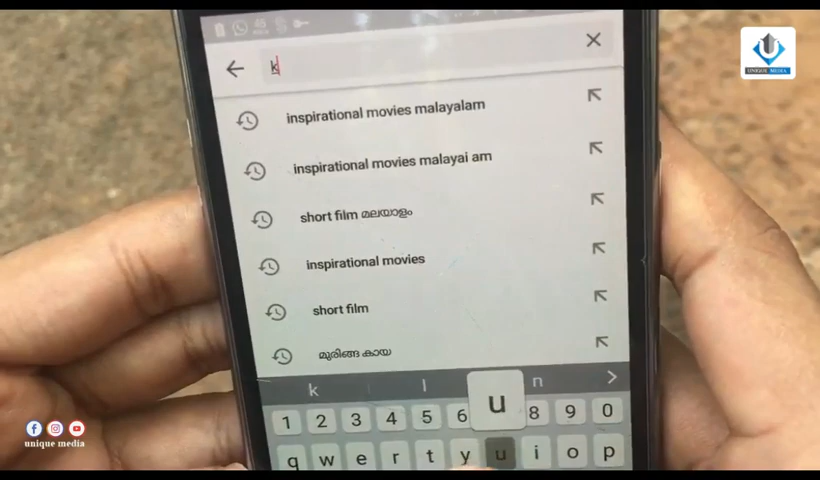 45
k
inspirational movies malayalam
inspirational movies malayai am
short film മലയാളം
inspirational movies
short film
മുരിങ്ങ കായ
k l n
u
1 2 3 4 5 6 8 9 0
q w e r t y u i o p
UNIQUE MEDIA
unique media